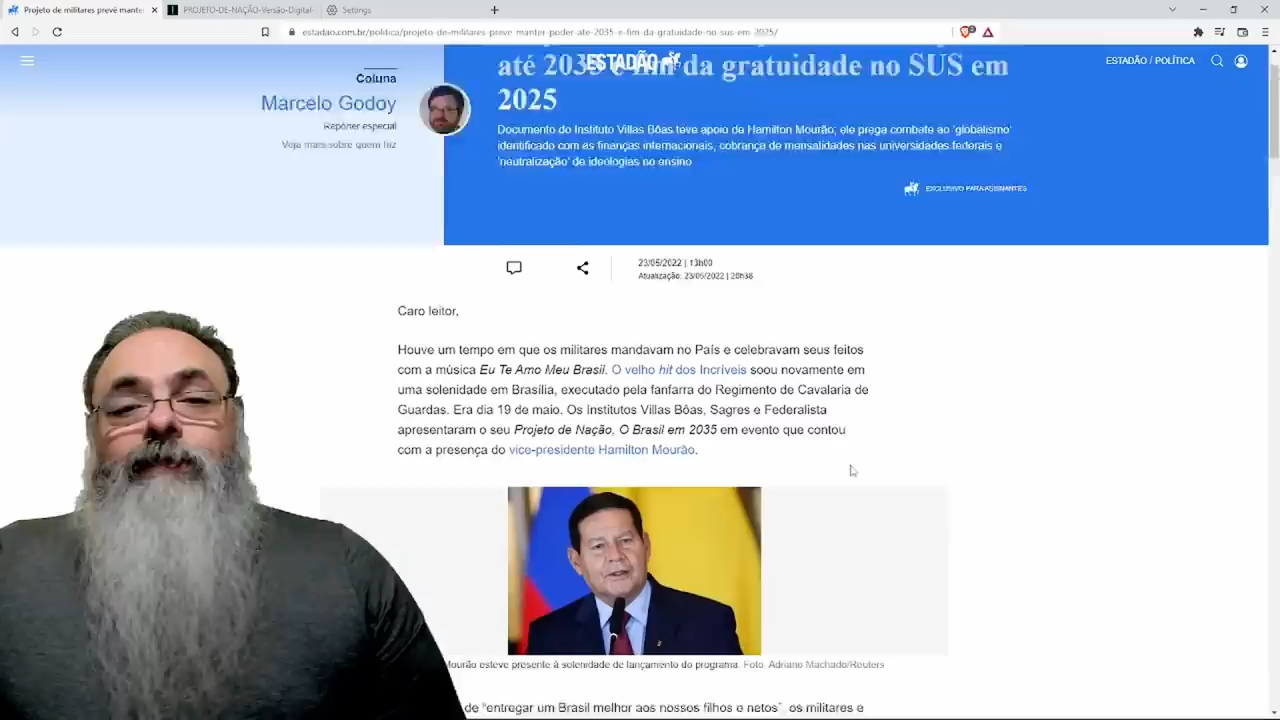 Projeto de militares prevê manter
PROJETO-DE-NAÇÃO-Versão-Digital-
Settings
estadao.com.br/politica/projeto-de-militares-preve-manter-poder-ate-2035-e-fim-da-gratuidade-no-sus-em-2025/
ESTADÃO
ESTADÃO / POLÍTICA
Coluna
Marcelo Godoy
Repórter especial
Veja mais sobre quem faz
até 2035 e fim da gratuidade no SUS em
2025
Documento do Instituto Villas Bôas teve apoio de Hamilton Mourão; ele prega combate ao 'globalismo'
identificado com as finanças internacionais, cobrança de mensalidades nas universidades federais e
'neutralização' de ideologias no ensino
EXCLUSIVO PARA ASSINANTES
23/05/2022 | 13h00
Atualização: 23/05/2022 | 20h38
Caro leitor,
Houve um tempo em que os militares mandavam no País e celebravam seus feitos
com a música Eu Te Amo Meu Brasil. O velho hit dos Incríveis soou novamente em
uma solenidade em Brasília, executado pela fanfarra do Regimento de Cavalaria de
Guardas. Era dia 19 de maio. Os Institutos Villas Bôas, Sagres e Federalista
apresentaram o seu Projeto de Nação, O Brasil em 2035 em evento que contou
com a presença do vice-presidente Hamilton Mourão.
Mourão esteve presente à solenidade de lançamento do programa. Foto: Adriano Machado/Reuters
de "entregar um Brasil melhor aos nossos filhos e netos", os militares e